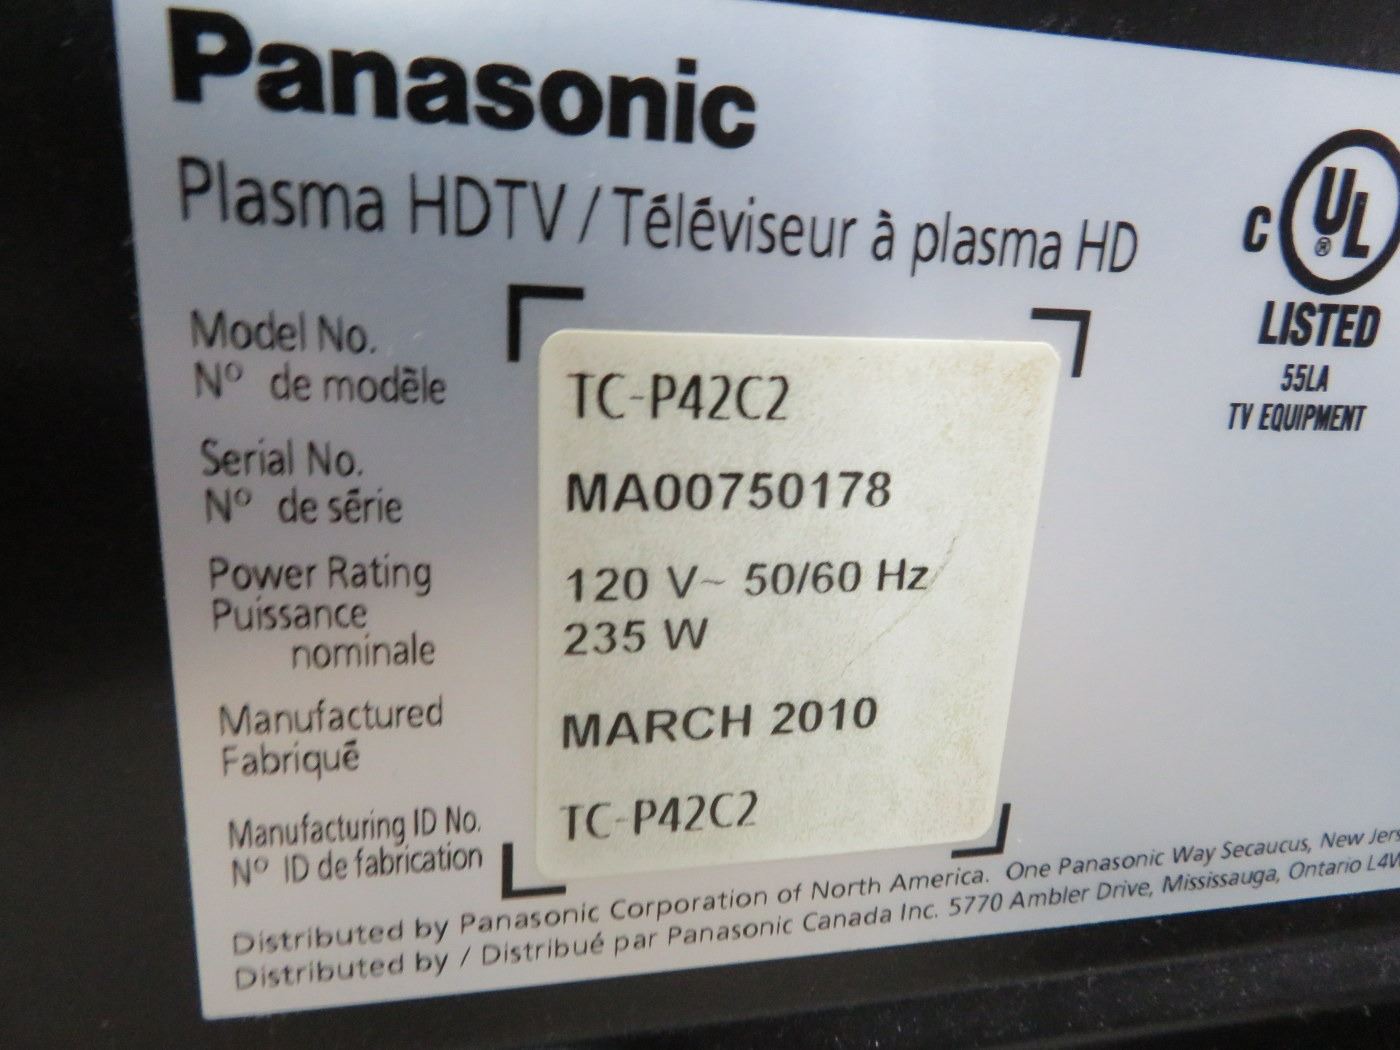 Panasonic
Plasma HDTV / Téléviseur à plasma HD
C UL ®
LISTED
55LA
TV EQUIPMENT
Model No.
Nº de modèle
TC-P42C2
Serial No.
Nº de série
MA00750178
Power Rating
Puissance
nominale
120 V~ 50/60 Hz
235 W
Manufactured
Fabriqué
MARCH 2010
Manufacturing ID No.
Nº ID de fabrication
TC-P42C2
Distributed by Panasonic Corporation of North America. One Panasonic Way Secaucus, New
Distributed by / Distribué par Panasonic Canada Inc. 5770 Ambler Drive, Mississauga, Ontario